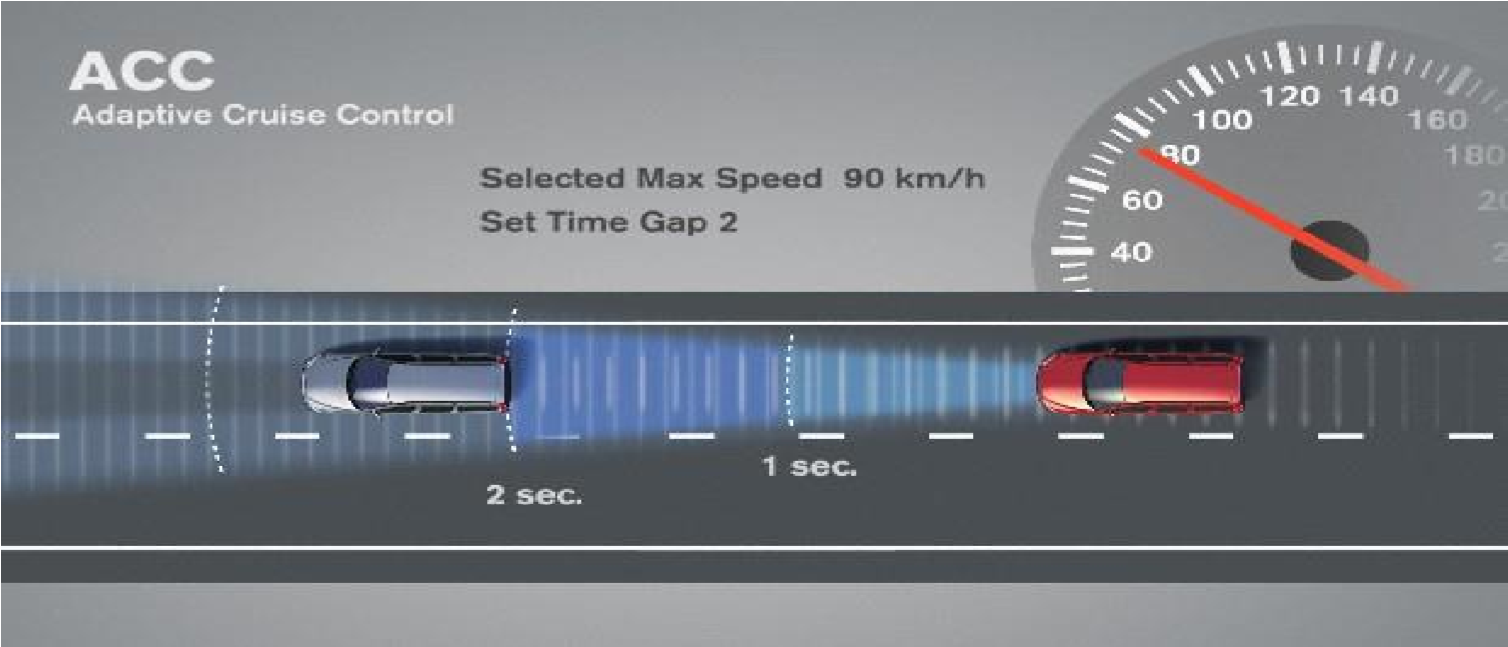 ACC
Adaptive Cruise Control
Selected Max Speed 90 km/h
Set Time Gap 2
120 140
100 160
80 180
60
40
1 sec.
2 sec.